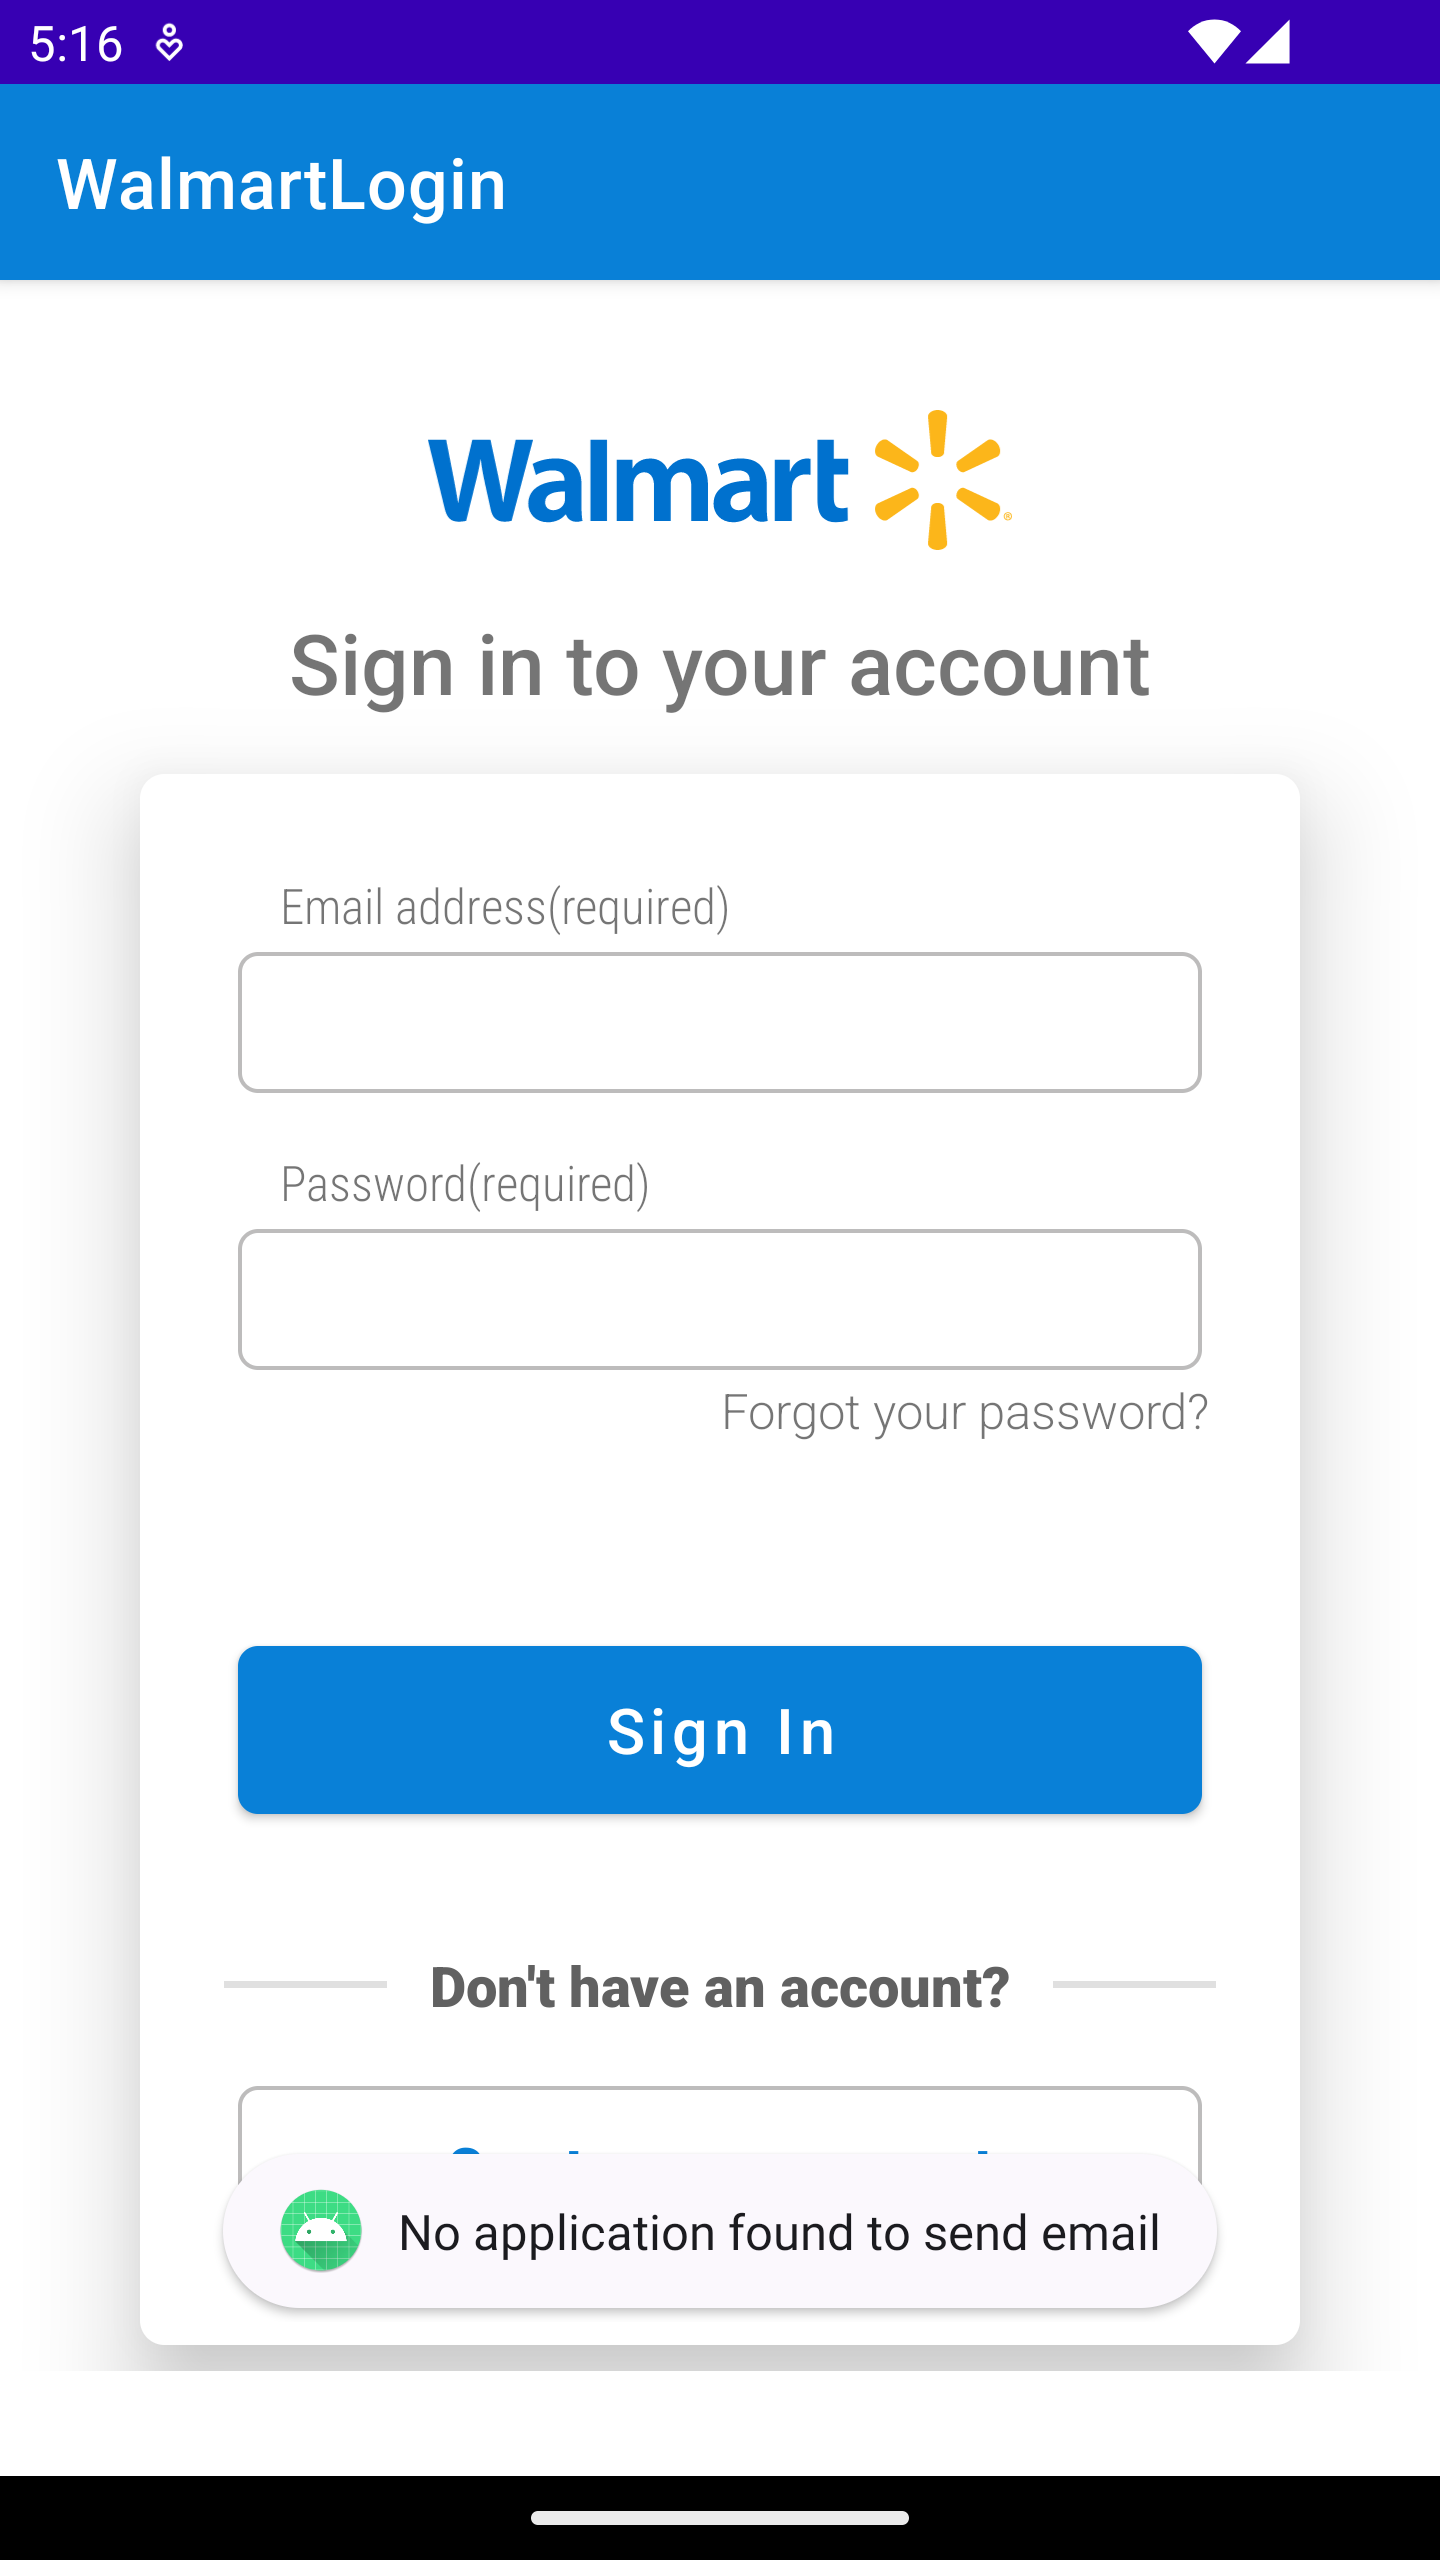 5:16
WalmartLogin
Walmart
Sign in to your account
Email address(required)
Password(required)
Forgot your password?
Sign In
Don't have an account?
No application found to send email